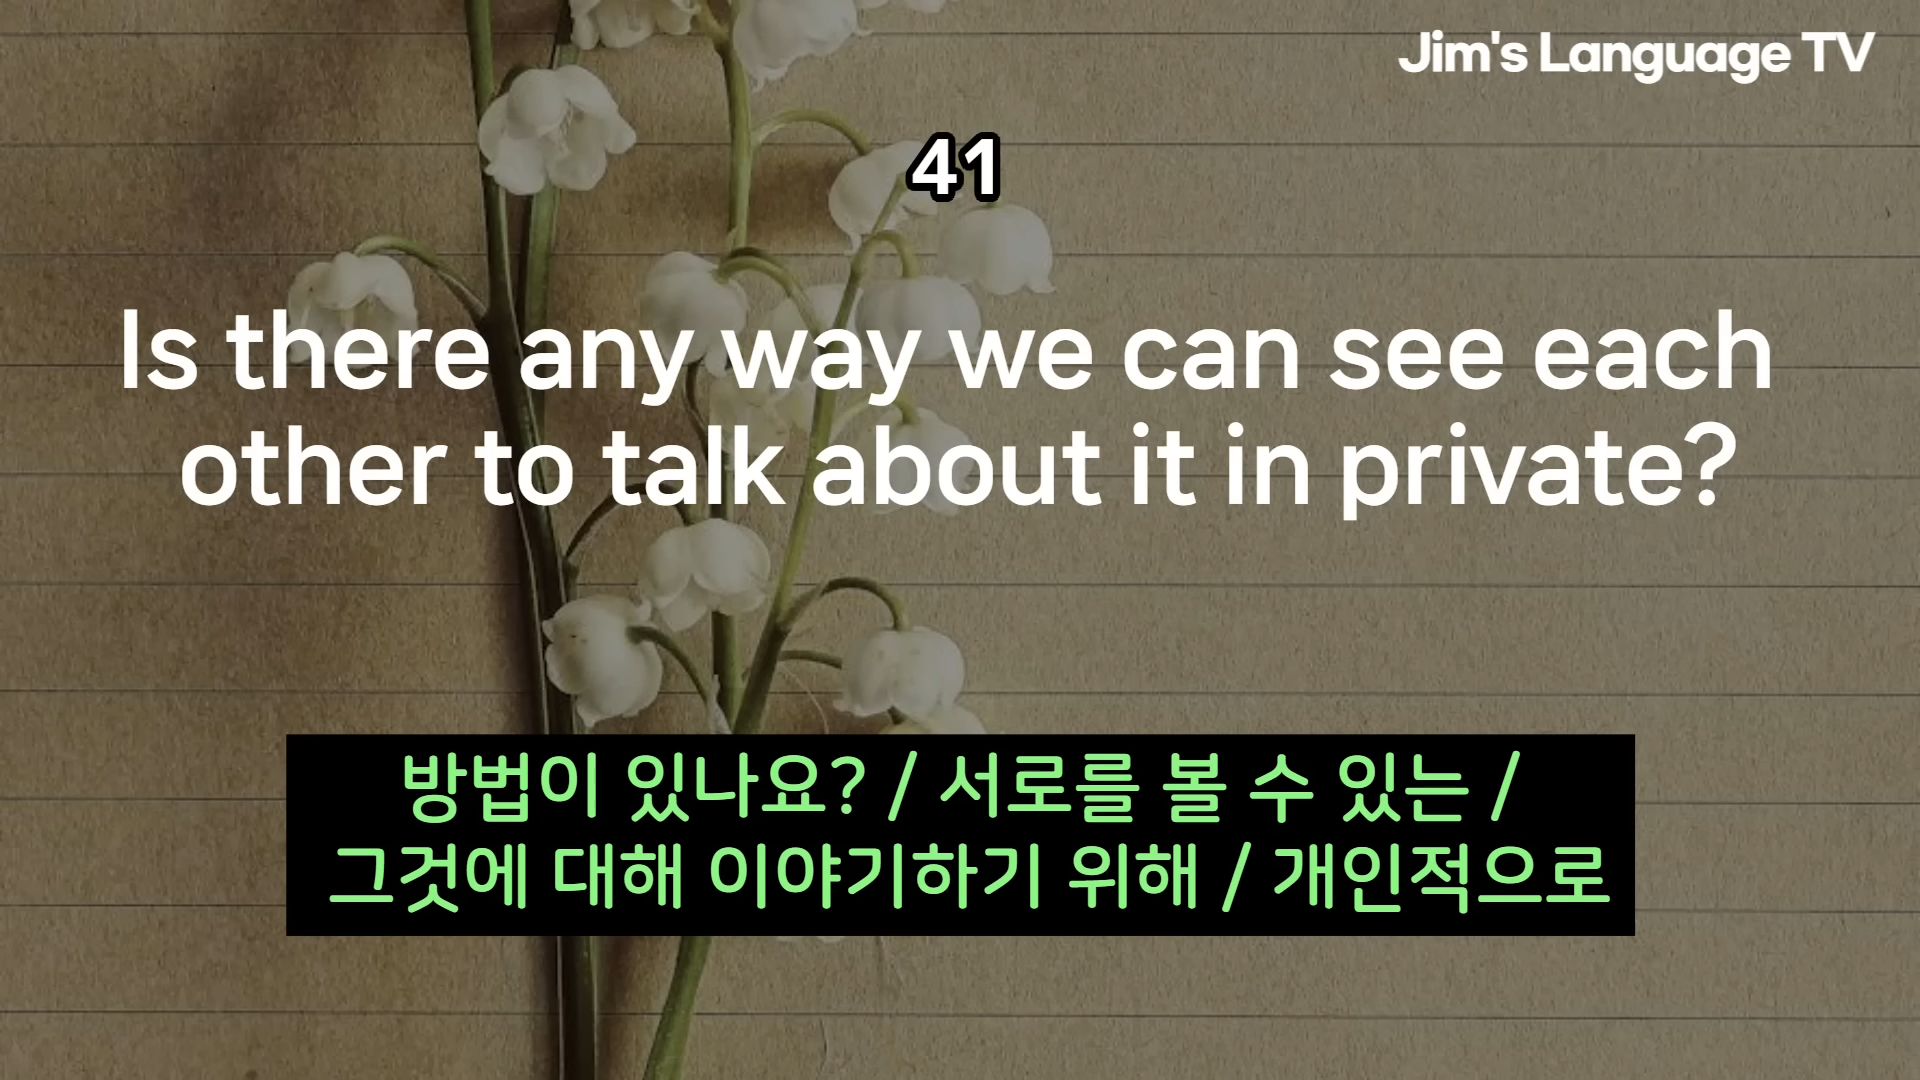 Jim's Language TV
41
Is there any way we can see each
other to talk about it in private?
방법이 있나요? / 서로를 볼 수 있는 /
그것에 대해 이야기하기 위해 / 개인적으로